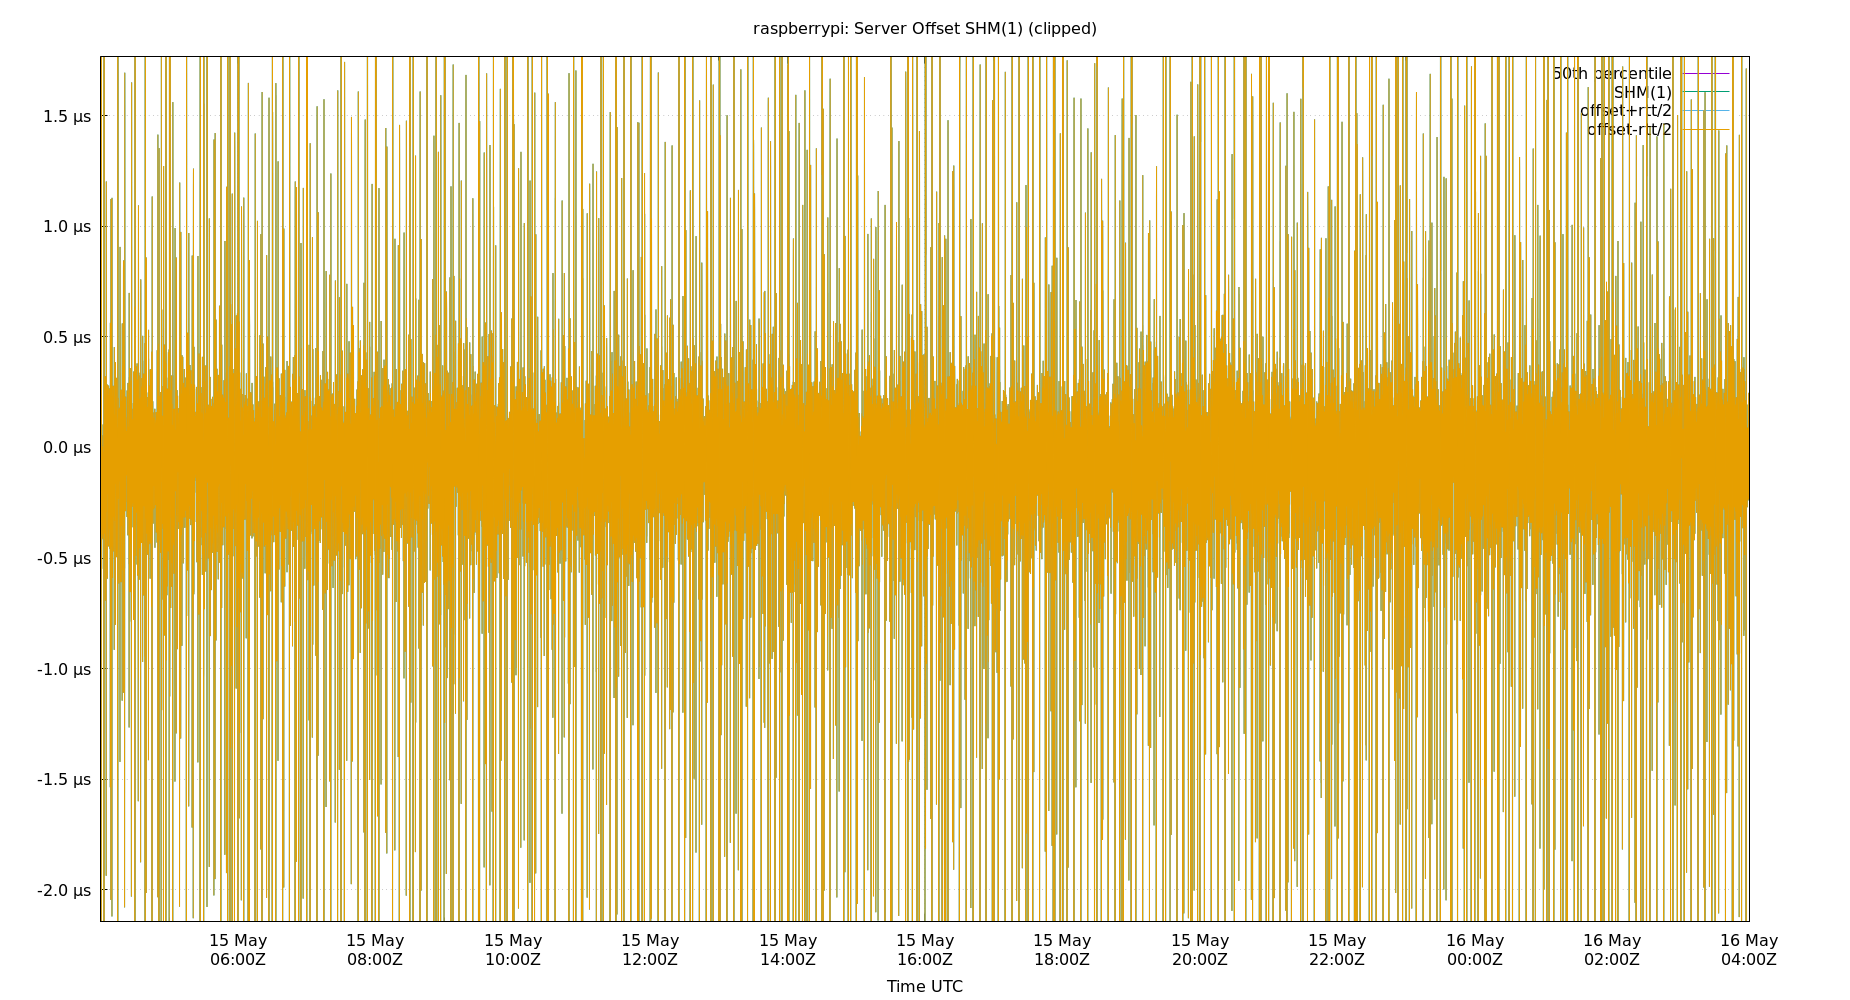 raspberrypi: Server Offset SHM(1) (clipped)
50th percentile
SHM(1)
offset+rtt/2
offset-rtt/2
1.5 µs
1.0 µs
0.5 µs
0.0 µs
-0.5 µs
-1.0 µs
-1.5 µs
-2.0 µs
15 May 15 May 15 May 15 May 15 May 15 May 15 May 15 May 15 May 16 May 16 May 16 May
06:00Z 08:00Z 10:00Z 12:00Z 14:00Z 16:00Z 18:00Z 20:00Z 22:00Z 00:00Z 02:00Z 04:00Z
Time UTC